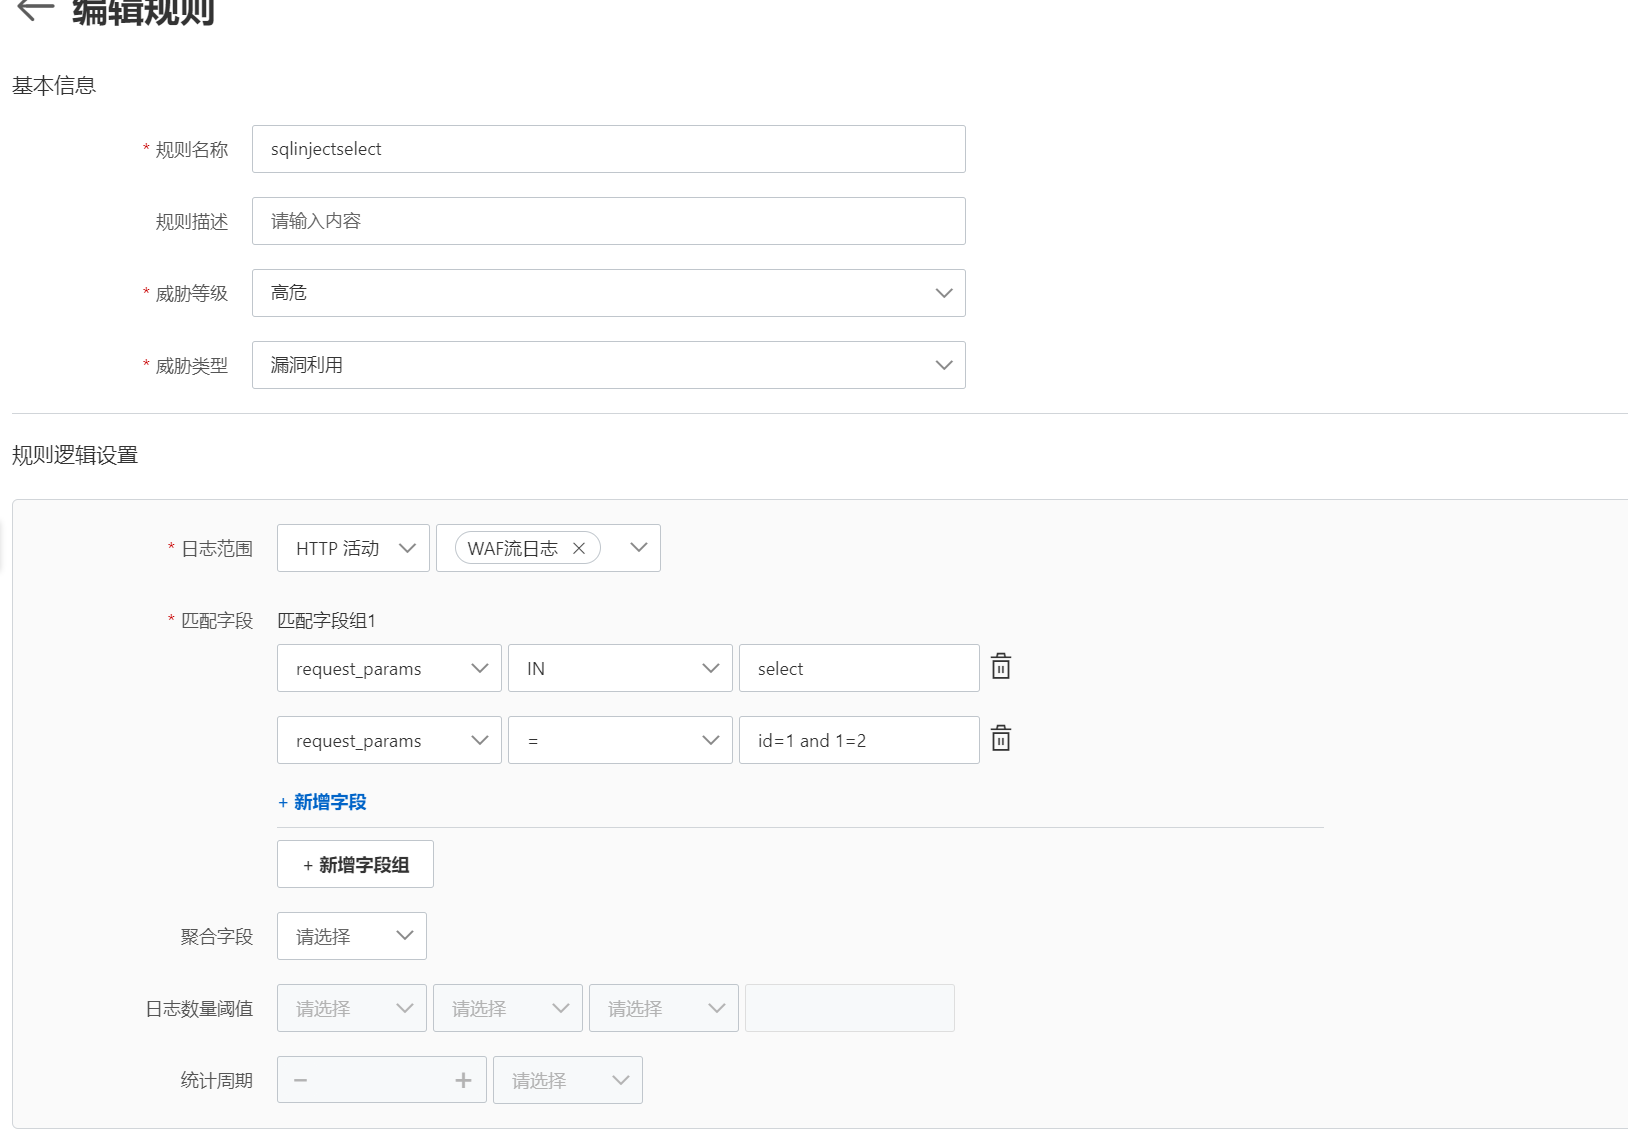 编辑规则
基本信息
* 规则名称 sqlinjectselect
规则描述 请输入内容
* 威胁等级 高危
* 威胁类型 漏洞利用
规则逻辑设置
* 日志范围 HTTP 活动 WAF流日志
* 匹配字段 匹配字段组1
request_params IN select
request_params = id=1 and 1=2
+ 新增字段
+ 新增字段组
聚合字段 请选择
日志数量阈值 请选择 请选择 请选择
统计周期 请选择